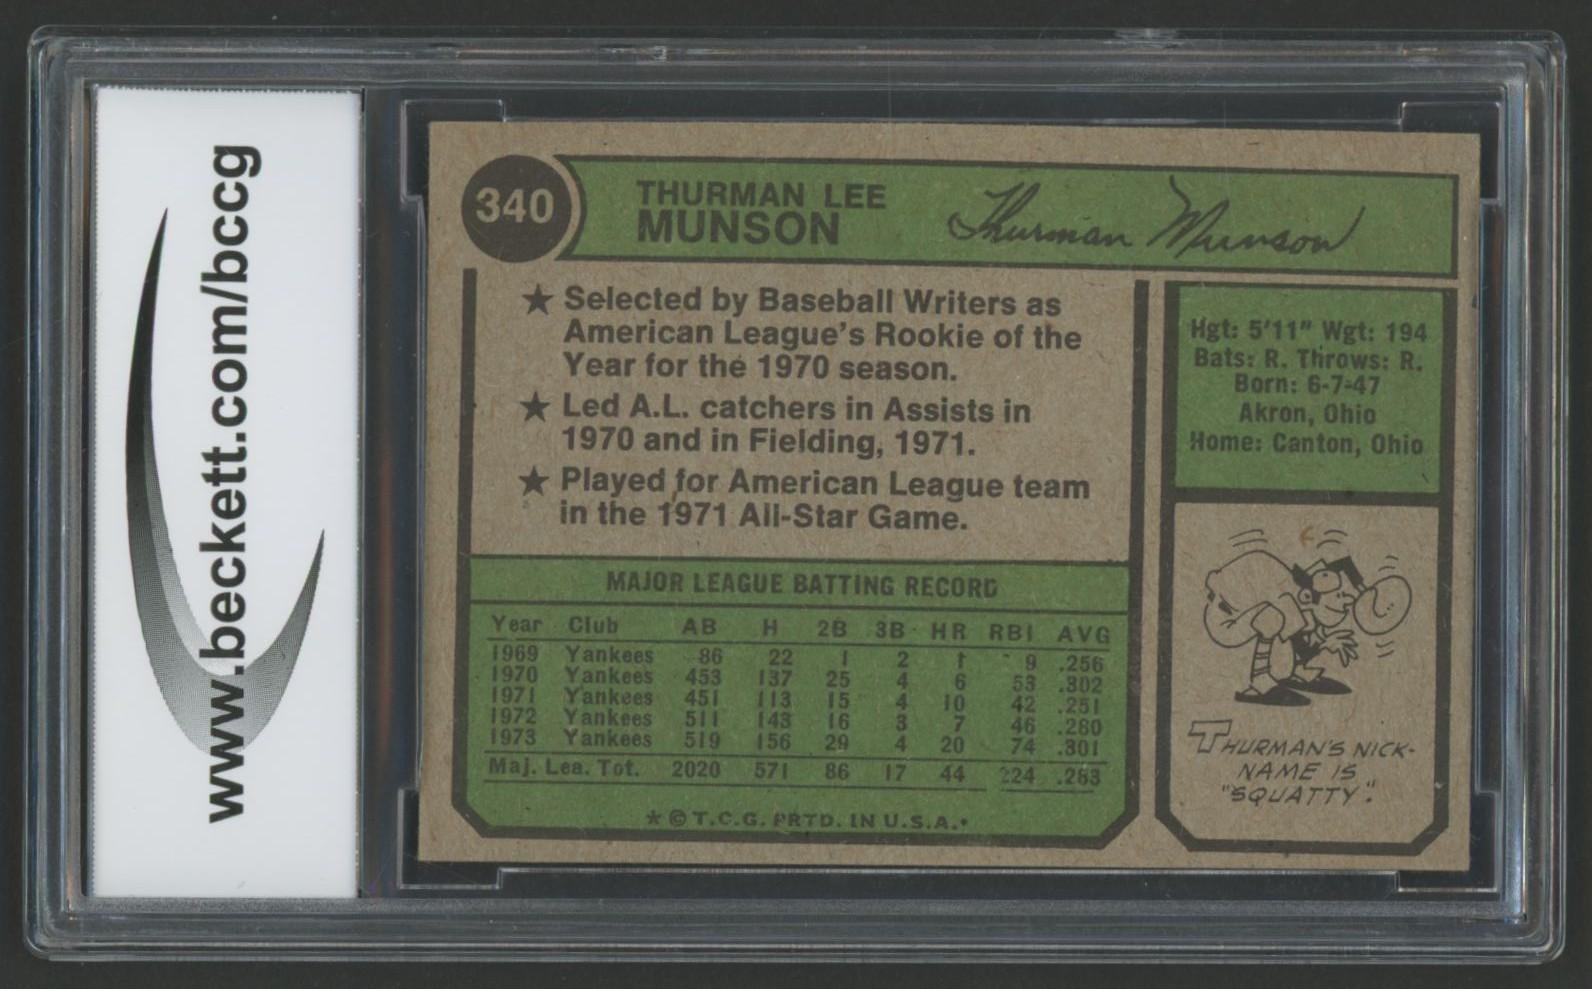 www.beckett.com/bccg
340
THURMAN LEE
MUNSON
Thurman Munson
★ Selected by Baseball Writers as
American League's Rookie of the
Year for the 1970 season.
★ Led A.L. catchers in Assists in
1970 and in Fielding, 1971.
★ Played for American League team
in the 1971 All-Star Game.
Hgt: 5'11" Wgt: 194
Bats: R. Throws: R.
Born: 6-7-47
Akron, Ohio
Home: Canton, Ohio
MAJOR LEAGUE BATTING RECORD
Year Club AB H 2B 3B HR RBI AVG
1969 Yankees 86 22 1 2 1 9 .256
1970 Yankees 453 137 25 4 6 53 .302
1971 Yankees 451 113 15 4 10 42 .251
1972 Yankees 511 143 16 3 7 46 .280
1973 Yankees 519 156 29 4 20 74 .301
Maj. Lea. Tot. 2020 571 86 17 44 224 .283
★ © T.C.G. PRTD. IN U.S.A.
THURMAN'S NICK-
NAME IS
"SQUATTY".